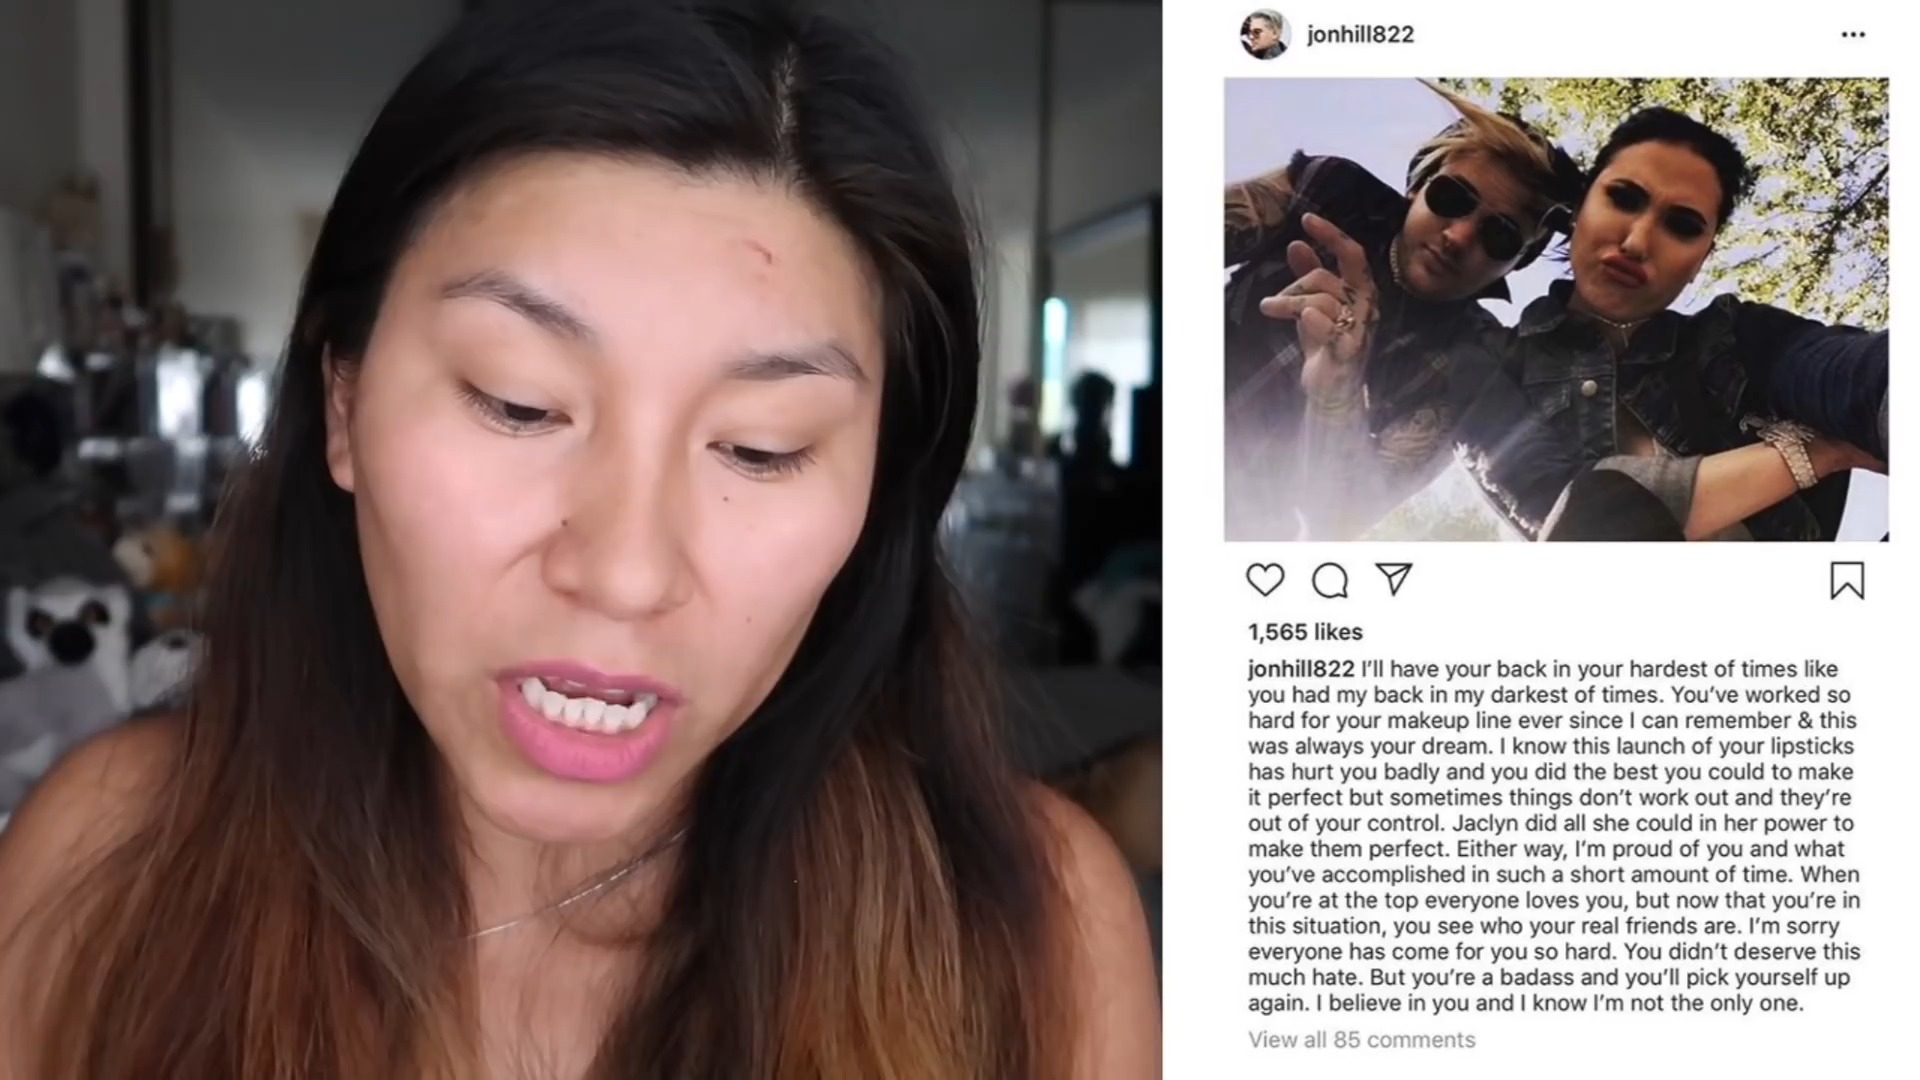 jonhill822
1,565 likes
jonhill822 I'll have your back in your hardest of times like
you had my back in my darkest of times. You've worked so
hard for your makeup line ever since I can remember & this
was always your dream. I know this launch of your lipsticks
has hurt you badly and you did the best you could to make
it perfect but sometimes things don't work out and they're
out of your control. Jaclyn did all she could in her power to
make them perfect. Either way, I'm proud of you and what
you've accomplished in such a short amount of time. When
you're at the top everyone loves you, but now that you're in
this situation, you see who your real friends are. I'm sorry
everyone has come for you so hard. You didn't deserve this
much hate. But you're a badass and you'll pick yourself up
again. I believe in you and I know I'm not the only one.
View all 85 comments